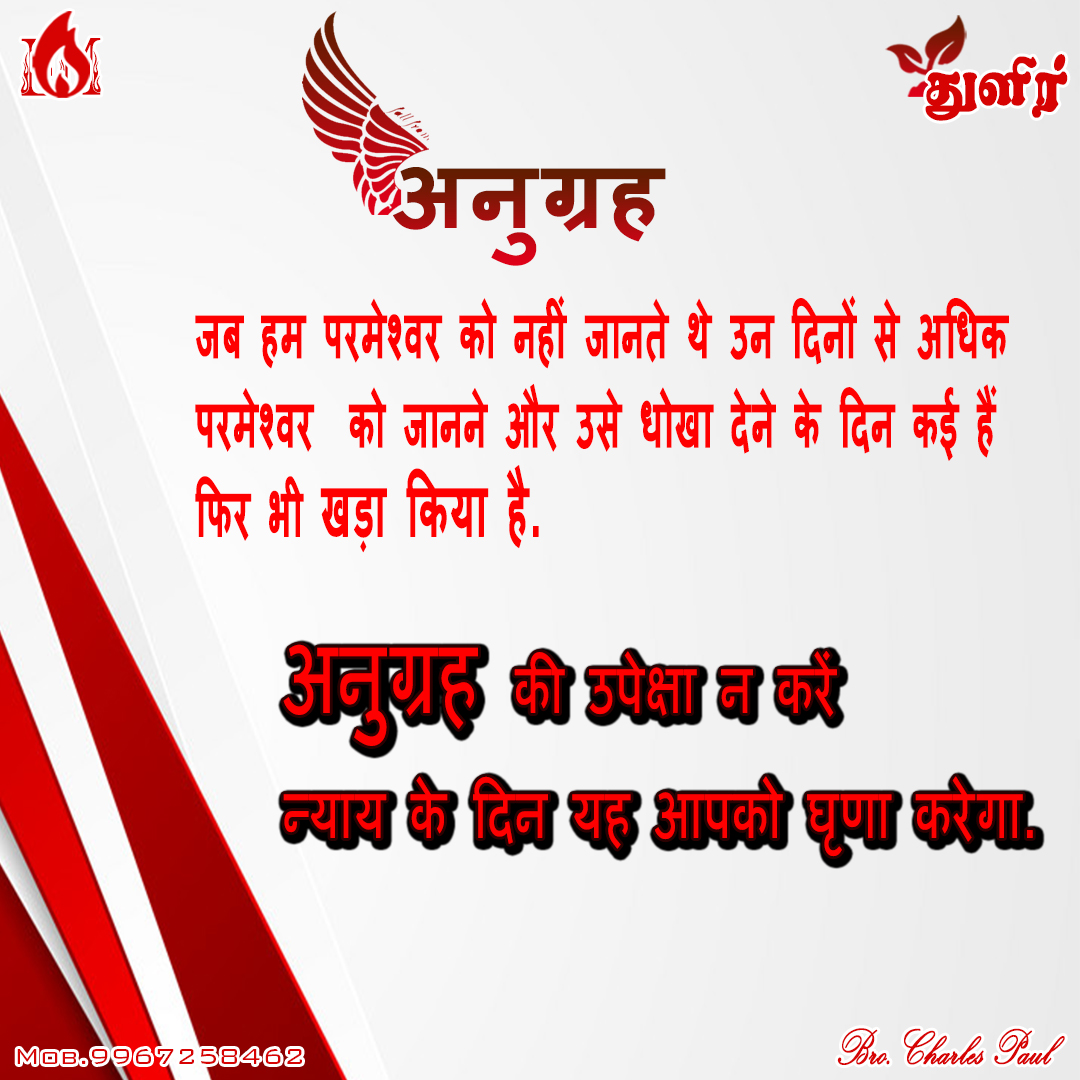 துளிர்
अनुग्रह
जब हम परमेश्वर को नहीं जानते थे उन दिनों से अधिक
परमेश्वर को जानने और उसे धोखा देने के दिन कई हैं
फिर भी खड़ा किया है.
अनुग्रह की उपेक्षा न करें
न्याय के दिन यह आपको घृणा करेगा.
Mob.9967258462
Bro. Charles Paul